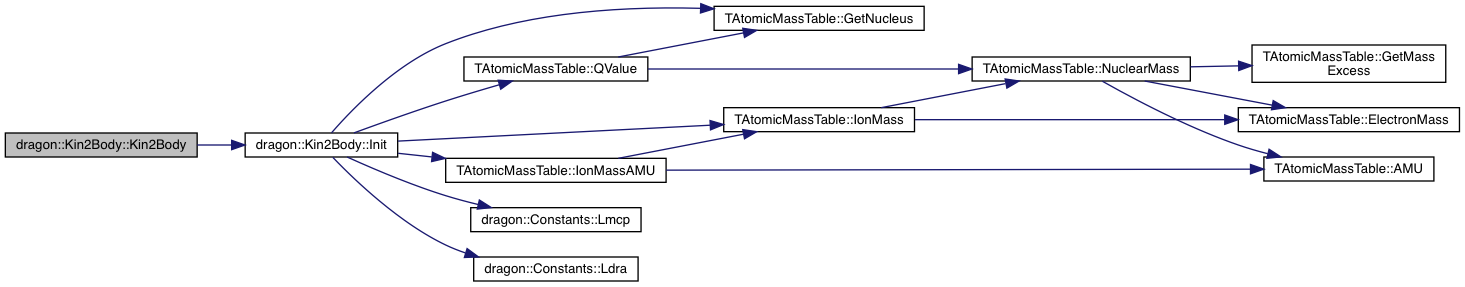 dragon::Kin2Body::Kin2Body
dragon::Kin2Body::Init
TAtomicMassTable::GetNucleus
TAtomicMassTable::QValue
TAtomicMassTable::IonMass
TAtomicMassTable::IonMassAMU
dragon::Constants::Lmcp
dragon::Constants::Ldra
TAtomicMassTable::NuclearMass
TAtomicMassTable::GetMass
Excess
TAtomicMassTable::ElectronMass
TAtomicMassTable::AMU